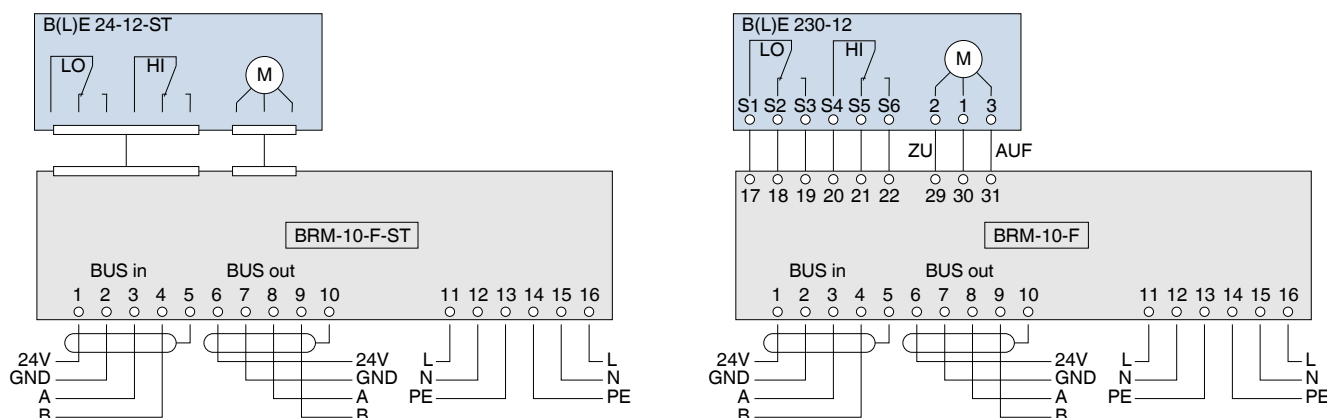 B(L)E 24-12-ST
LO HI M
BRM-10-F-ST
BUS in BUS out
1 2 3 4 5 6 7 8 9 10 11 12 13 14 15 16
24V 24V L L
GND GND N N
A A PE PE
B B
B(L)E 230-12
LO HI M
S1 S2 S3 S4 S5 S6 2 1 3
ZU AUF
17 18 19 20 21 22 29 30 31
BRM-10-F
BUS in BUS out
1 2 3 4 5 6 7 8 9 10 11 12 13 14 15 16
24V 24V L L
GND GND N N
A A PE PE
B B